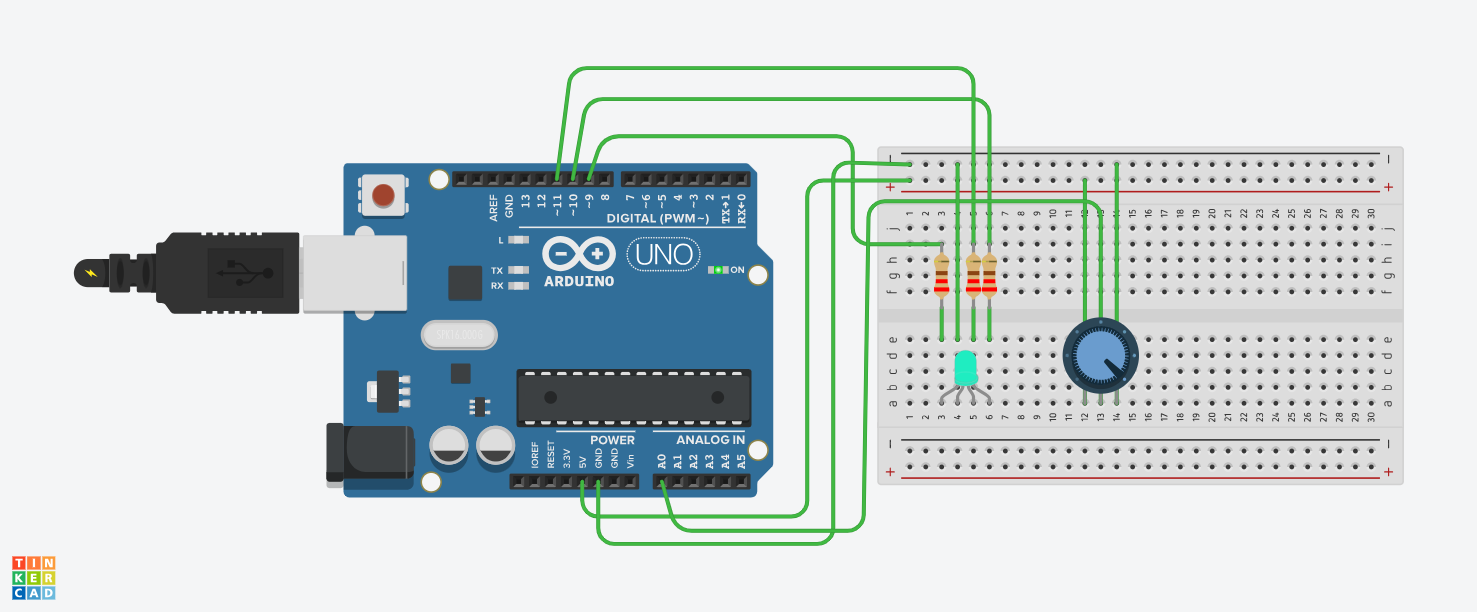 AREF
GND
13
12
~11
~10
~9
8
7
~6
~5
4
~3
2
TX→1
RX←0
DIGITAL (PWM~)
L
TX
RX
ARDUINO
UNO
ON
POWER
ANALOG IN
IOREF
RESET
3.3V
5V
GND
GND
Vin
A0
A1
A2
A3
A4
A5
− −
+ +
1 2 3 4 5 6 7 8 9 10 11 12 13 14 15 16 17 18 19 20 21 22 23 24 25 26 27 28 29 30
j j
i i
h h
g g
f f
e e
d d
c c
b b
a a
1 2 3 4 5 6 7 8 9 10 11 12 13 14 15 16 17 18 19 20 21 22 23 24 25 26 27 28 29 30
− −
+ +
TIN
KER
CAD